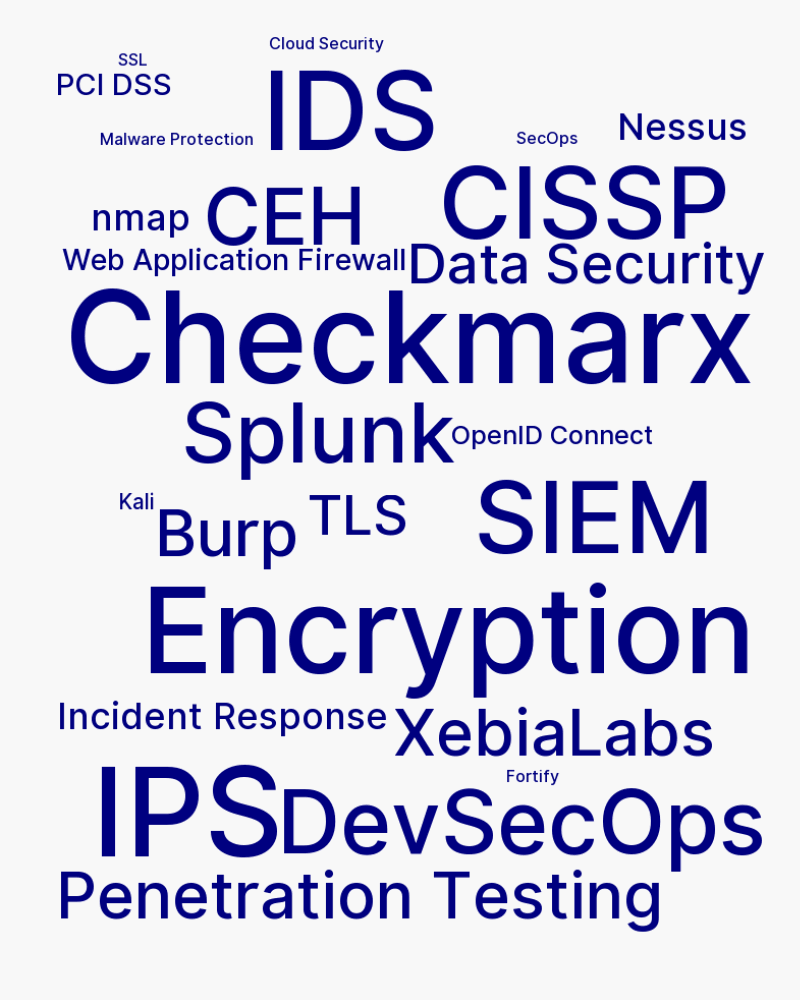 Cloud Security
SSL
PCI DSS
IDS
Malware Protection
SecOps
Nessus
nmap
CEH
CISSP
Web Application Firewall
Data Security
Checkmarx
Splunk
OpenID Connect
Kali
Burp
TLS
SIEM
Encryption
Incident Response
XebiaLabs
IPS
Fortify
DevSecOps
Penetration Testing